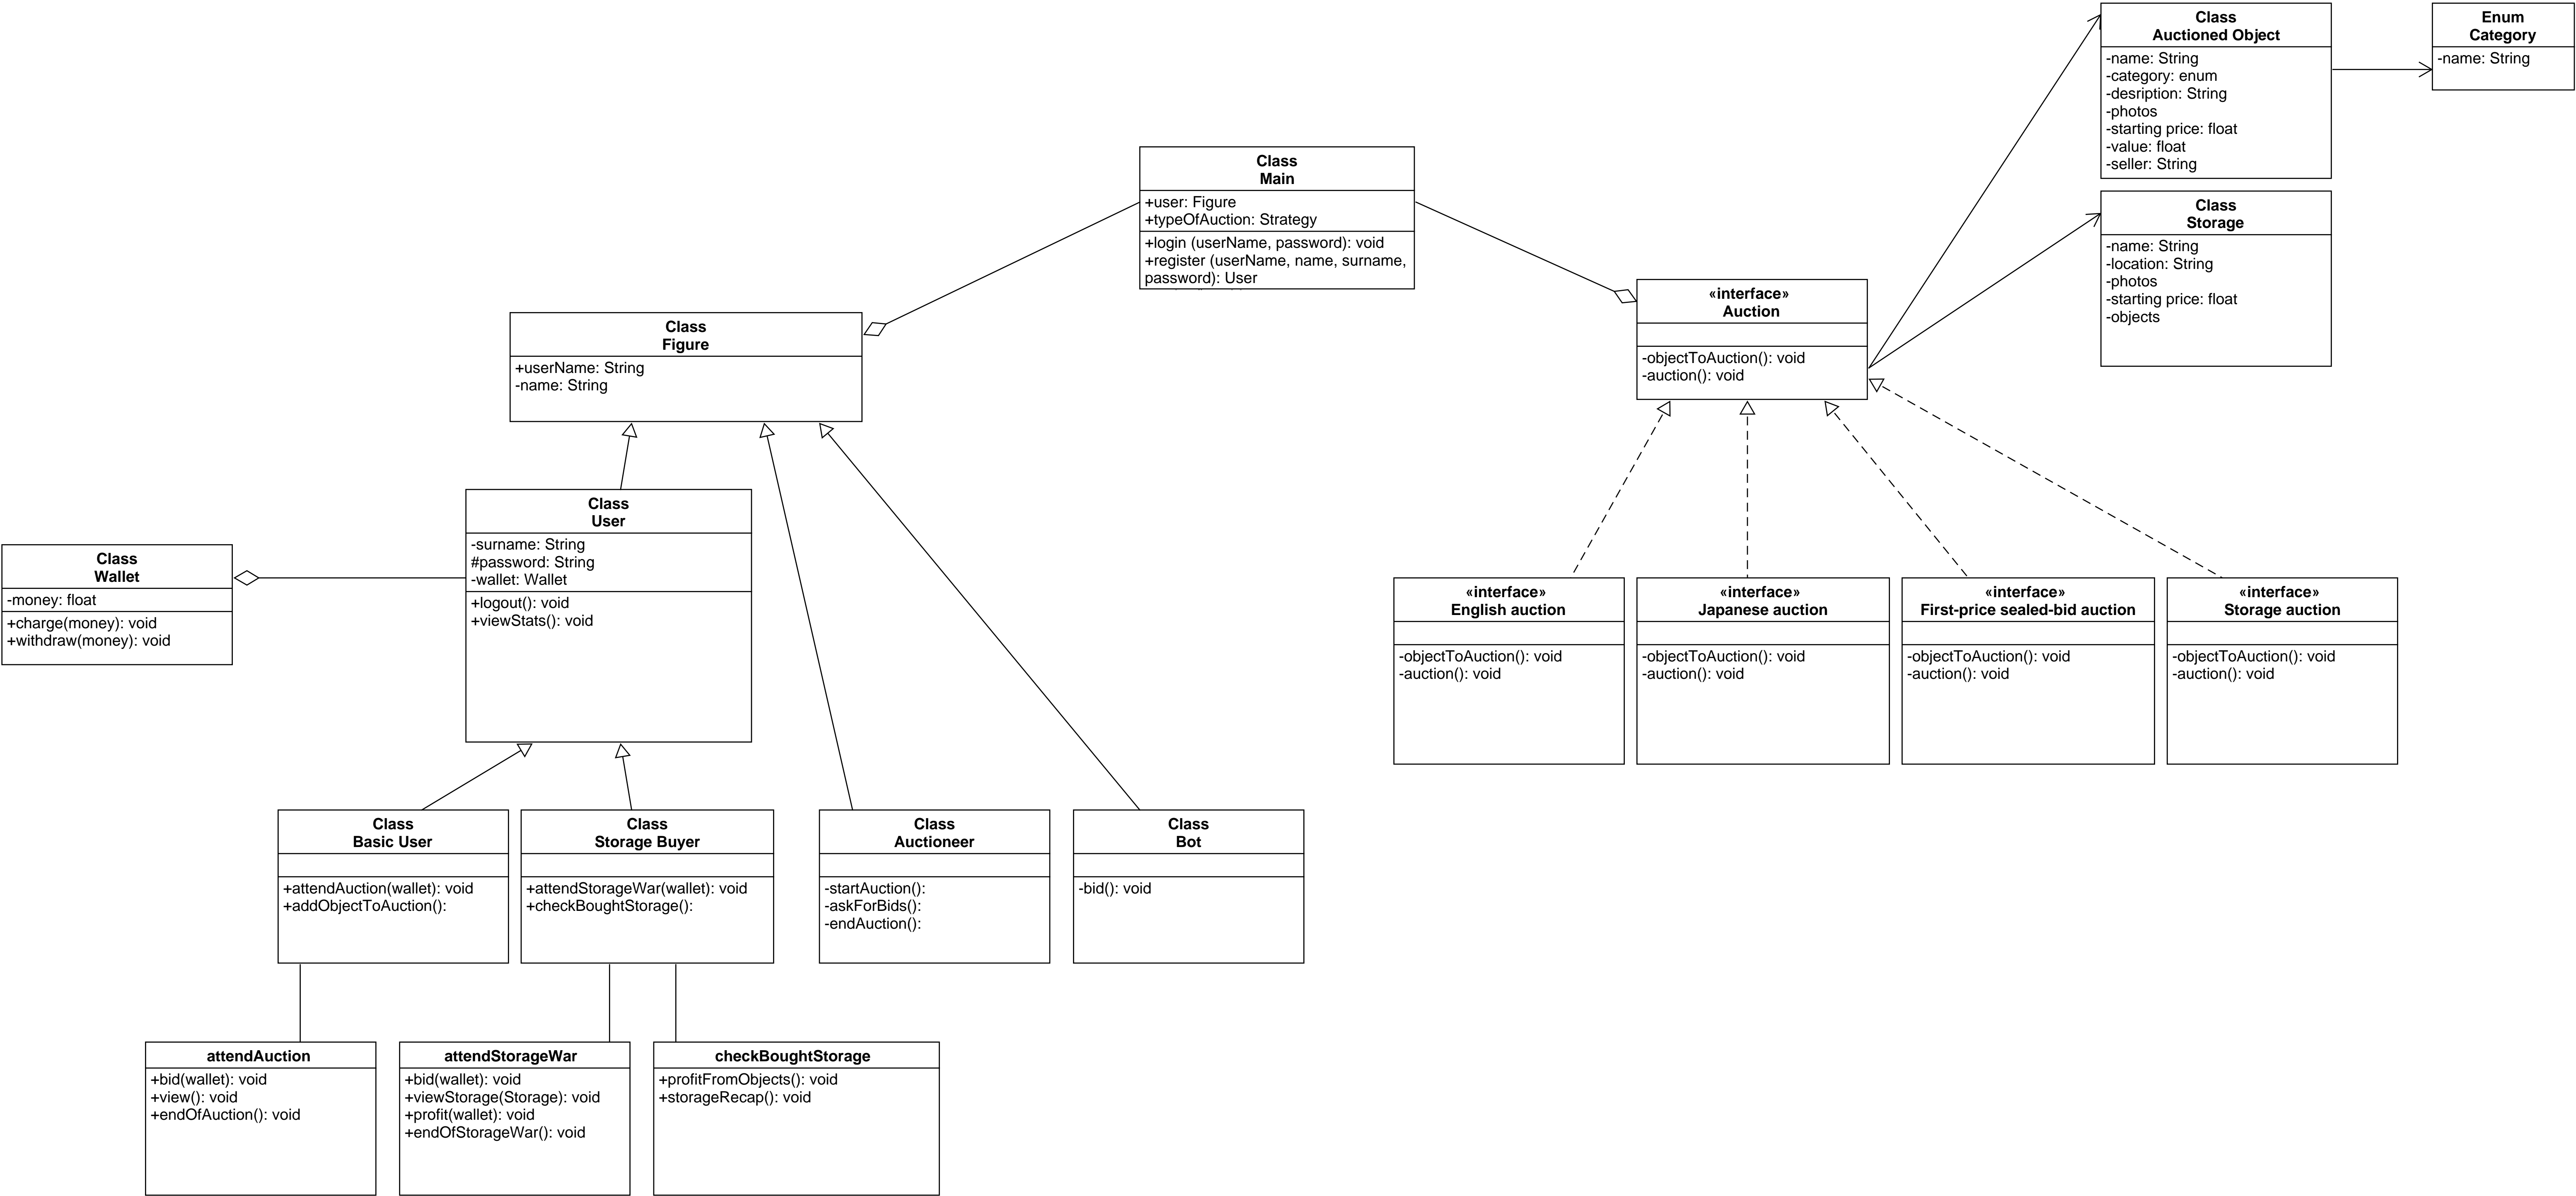 Class
Auctioned Object
-name: String
-category: enum
-desription: String
-photos
-starting price: float
-value: float
-seller: String
Enum
Category
-name: String
Class
Main
+user: Figure
+typeOfAuction: Strategy
+login (userName, password): void
+register (userName, name, surname,
password): User
Class
Storage
-name: String
-location: String
-photos
-starting price: float
-objects
«interface»
Auction
-objectToAuction(): void
-auction(): void
Class
Figure
+userName: String
-name: String
Class
User
-surname: String
#password: String
-wallet: Wallet
+logout(): void
+viewStats(): void
Class
Wallet
-money: float
+charge(money): void
+withdraw(money): void
«interface»
English auction
-objectToAuction(): void
-auction(): void
«interface»
Japanese auction
-objectToAuction(): void
-auction(): void
«interface»
First-price sealed-bid auction
-objectToAuction(): void
-auction(): void
«interface»
Storage auction
-objectToAuction(): void
-auction(): void
Class
Basic User
+attendAuction(wallet): void
+addObjectToAuction():
Class
Storage Buyer
+attendStorageWar(wallet): void
+checkBoughtStorage():
Class
Auctioneer
-startAuction():
-askForBids():
-endAuction():
Class
Bot
-bid(): void
attendAuction
+bid(wallet): void
+view(): void
+endOfAuction(): void
attendStorageWar
+bid(wallet): void
+viewStorage(Storage): void
+profit(wallet): void
+endOfStorageWar(): void
checkBoughtStorage
+profitFromObjects(): void
+storageRecap(): void